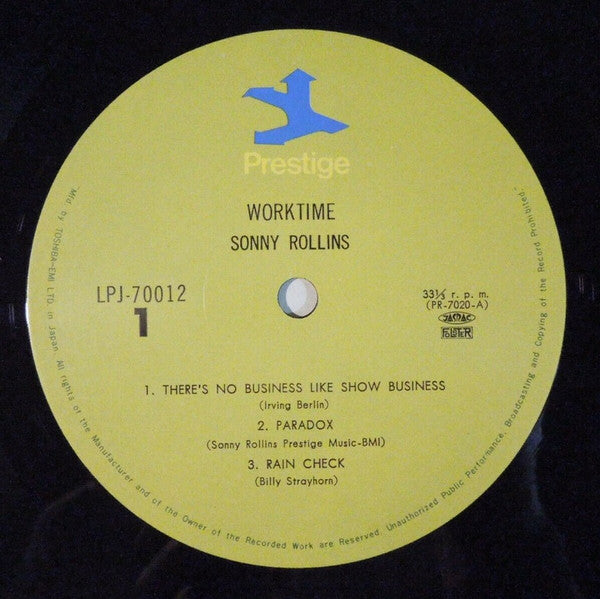 Prestige
WORKTIME
SONNY ROLLINS
LPJ-70012
1
33⅓ r. p. m.
(PR-7020-A)
JAMAC
FOLSTER
1. THERE'S NO BUSINESS LIKE SHOW BUSINESS
(Irving Berlin)
2. PARADOX
(Sonny Rollins Prestige Music-BMI)
3. RAIN CHECK
(Billy Strayhorn)
Mfd. by TOSHIBA-EMI LTD. in Japan. All rights of the Manufacturer and of the Owner of the Recorded Work are Reserved. Unauthorized Public Performance, Broadcasting and Copying of the Record Prohibited.